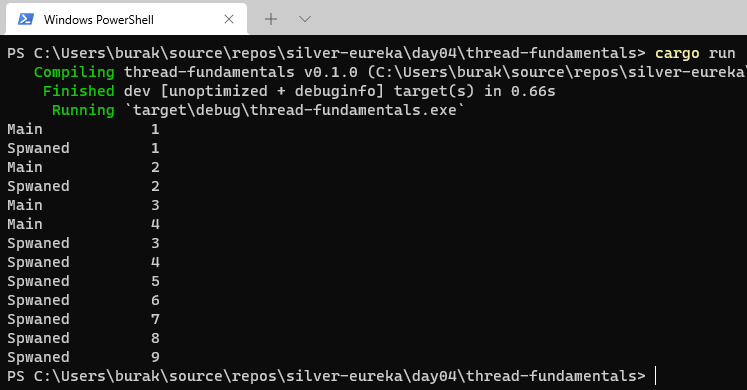 Windows PowerShell
PS C:\Users\burak\source\repos\silver-eureka\day04\thread-fundamentals> cargo run
Compiling thread-fundamentals v0.1.0 (C:\Users\burak\source\repos\silver-eureka\
Finished dev [unoptimized + debuginfo] target(s) in 0.66s
Running `target\debug\thread-fundamentals.exe`
Main 1
Spwaned 1
Main 2
Spwaned 2
Main 3
Main 4
Spwaned 3
Spwaned 4
Spwaned 5
Spwaned 6
Spwaned 7
Spwaned 8
Spwaned 9
PS C:\Users\burak\source\repos\silver-eureka\day04\thread-fundamentals>